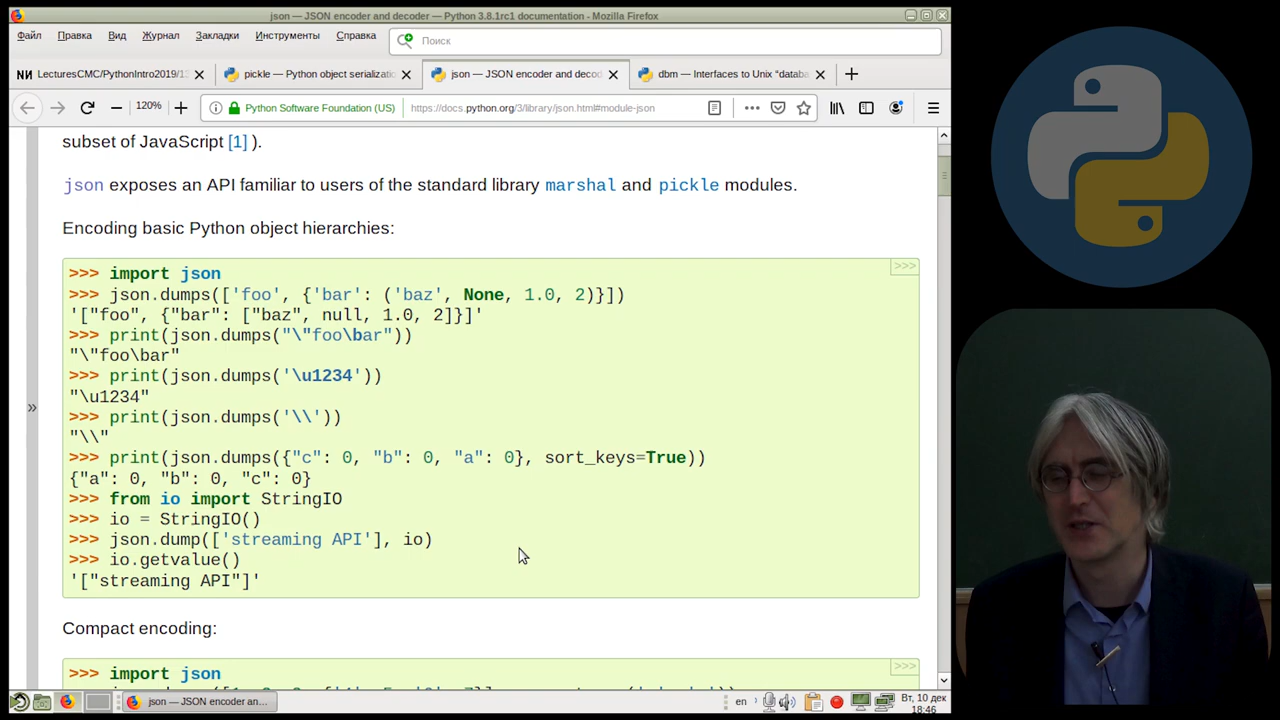 json — JSON encoder and decoder — Python 3.8.1rc1 documentation - Mozilla Firefox
Файл Правка Вид Журнал Закладки Инструменты Справка Поиск
LecturesCMC/PythonIntro2019/13 pickle — Python object serializatio json — JSON encoder and decod dbm — Interfaces to Unix “databa
120% Python Software Foundation (US) https://docs.python.org/3/library/json.html#module-json
subset of JavaScript [1] ).
json exposes an API familiar to users of the standard library marshal and pickle modules.
Encoding basic Python object hierarchies:
>>>
>>> import json
>>> json.dumps(['foo', {'bar': ('baz', None, 1.0, 2)}])
'["foo", {"bar": ["baz", null, 1.0, 2]}]'
>>> print(json.dumps("\"foo\bar"))
"\"foo\bar"
>>> print(json.dumps('\u1234'))
"\u1234"
>>> print(json.dumps('\\'))
"\\"
>>> print(json.dumps({"c": 0, "b": 0, "a": 0}, sort_keys=True))
{"a": 0, "b": 0, "c": 0}
>>> from io import StringIO
>>> io = StringIO()
>>> json.dump(['streaming API'], io)
>>> io.getvalue()
'["streaming API"]'
»
Compact encoding:
>>>
>>> import json
json — JSON encoder an…
en
Вт, 10 дек
18:46